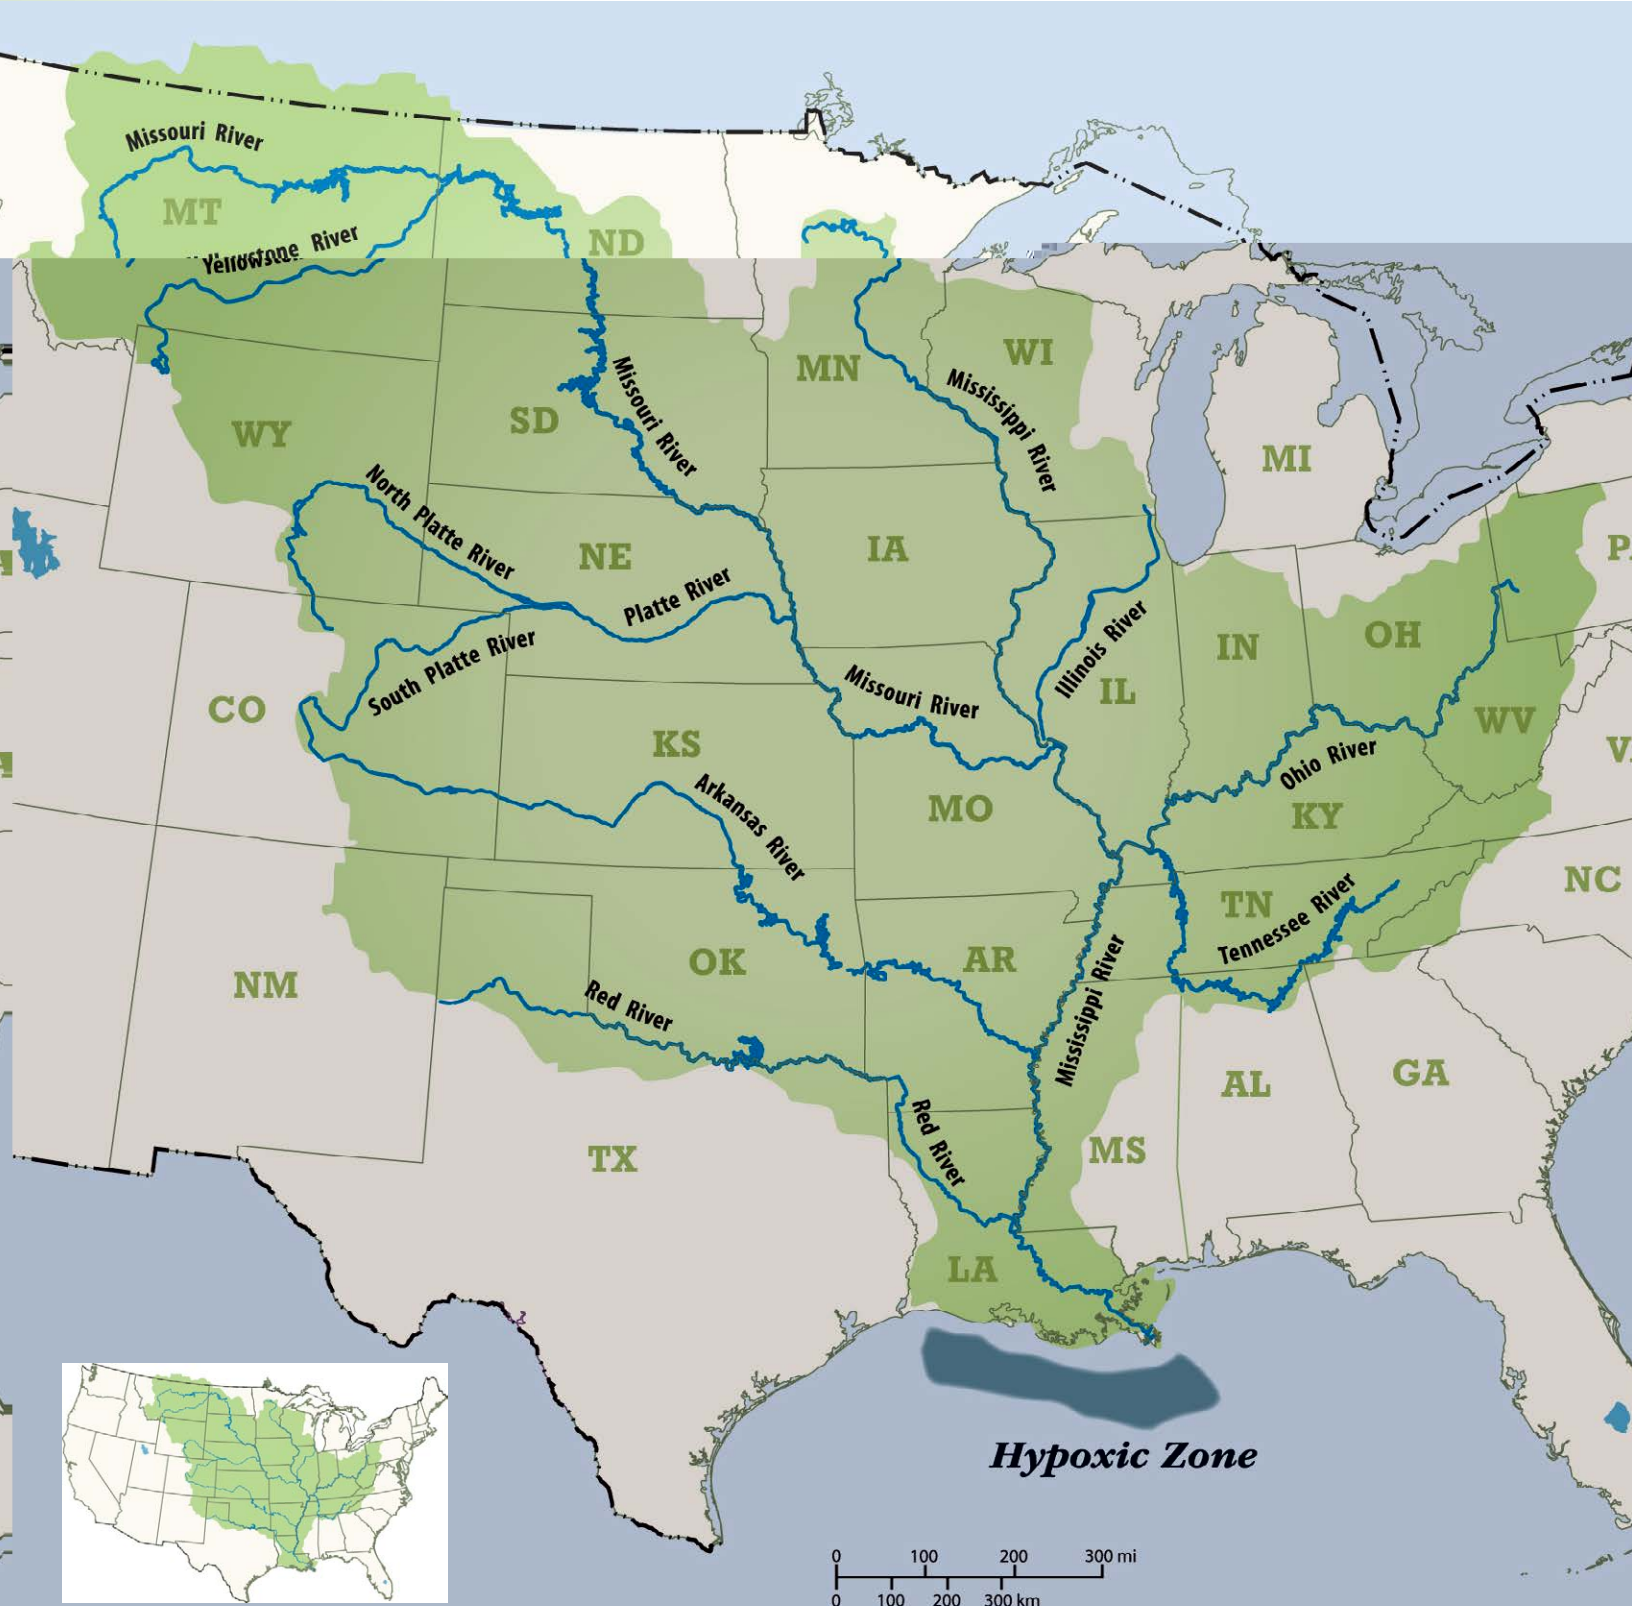 Missouri River
MT
Yellowstone River
ND
MN
WI
Mississippi River
Missouri River
SD
WY
MI
North Platte River
NE
IA
Platte River
Illinois River
South Platte River
IN
OH
CO
Missouri River
IL
WV
KS
Ohio River
Arkansas River
MO
KY
NC
TN
Tennessee River
OK
AR
NM
Mississippi River
Red River
AL
GA
Red River
MS
TX
LA
Hypoxic Zone
0 100 200 300 mi
0 100 200 300 km